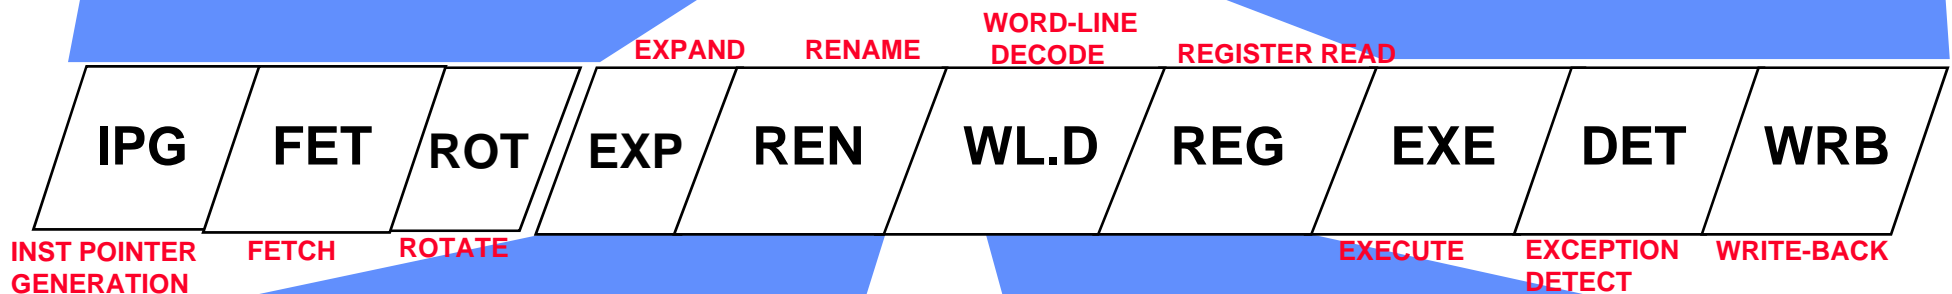 WORD-LINE
EXPAND RENAME DECODE REGISTER READ
IPG FET ROT EXP REN WL.D REG EXE DET WRB
INST POINTER FETCH ROTATE EXECUTE EXCEPTION WRITE-BACK
GENERATION DETECT